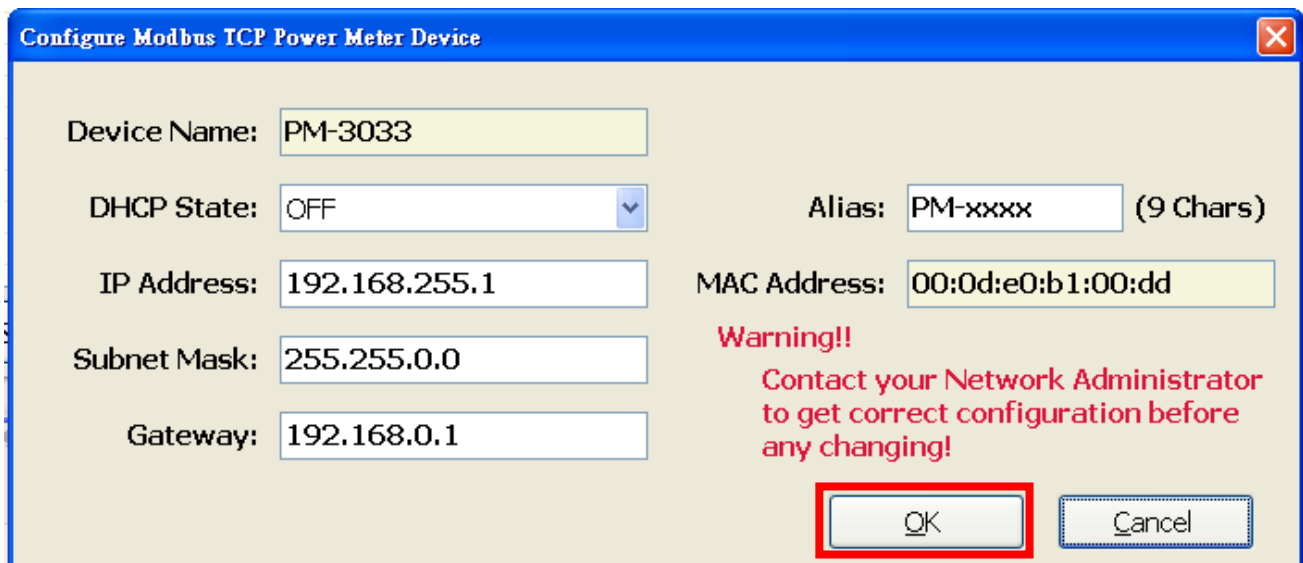 Configure Modbus TCP Power Meter Device
Device Name: PM-3033
DHCP State: OFF
Alias: PM-xxxx (9 Chars)
IP Address: 192.168.255.1
MAC Address: 00:0d:e0:b1:00:dd
Subnet Mask: 255.255.0.0
Gateway: 192.168.0.1
Warning!!
Contact your Network Administrator
to get correct configuration before
any changing!
OK
Cancel